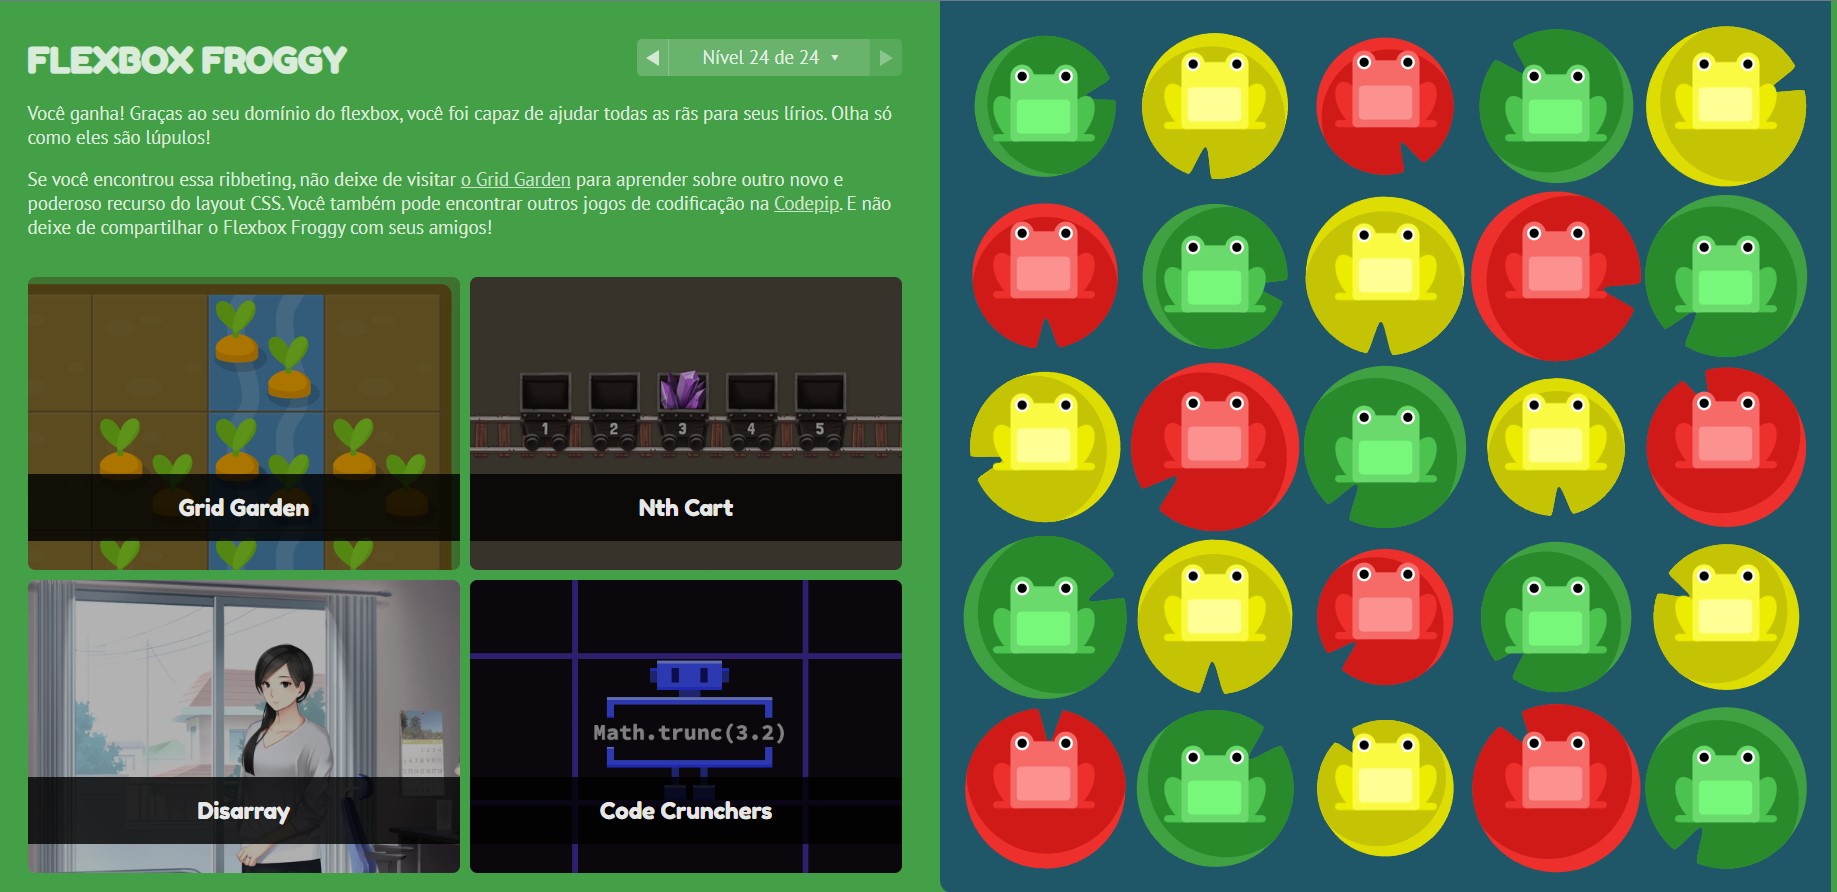 FLEXBOX FROGGY
Nível 24 de 24
Você ganha! Graças ao seu domínio do flexbox, você foi capaz de ajudar todas as rãs para seus lírios. Olha só
como eles são lúpulos!
Se você encontrou essa ribbeting, não deixe de visitar o Grid Garden para aprender sobre outro novo e
poderoso recurso do layout CSS. Você também pode encontrar outros jogos de codificação na Codepip. E não
deixe de compartilhar o Flexbox Froggy com seus amigos!
Grid Garden
1 2 3 4 5
Nth Cart
Disarray
Math.trunc(3.2)
Code Crunchers